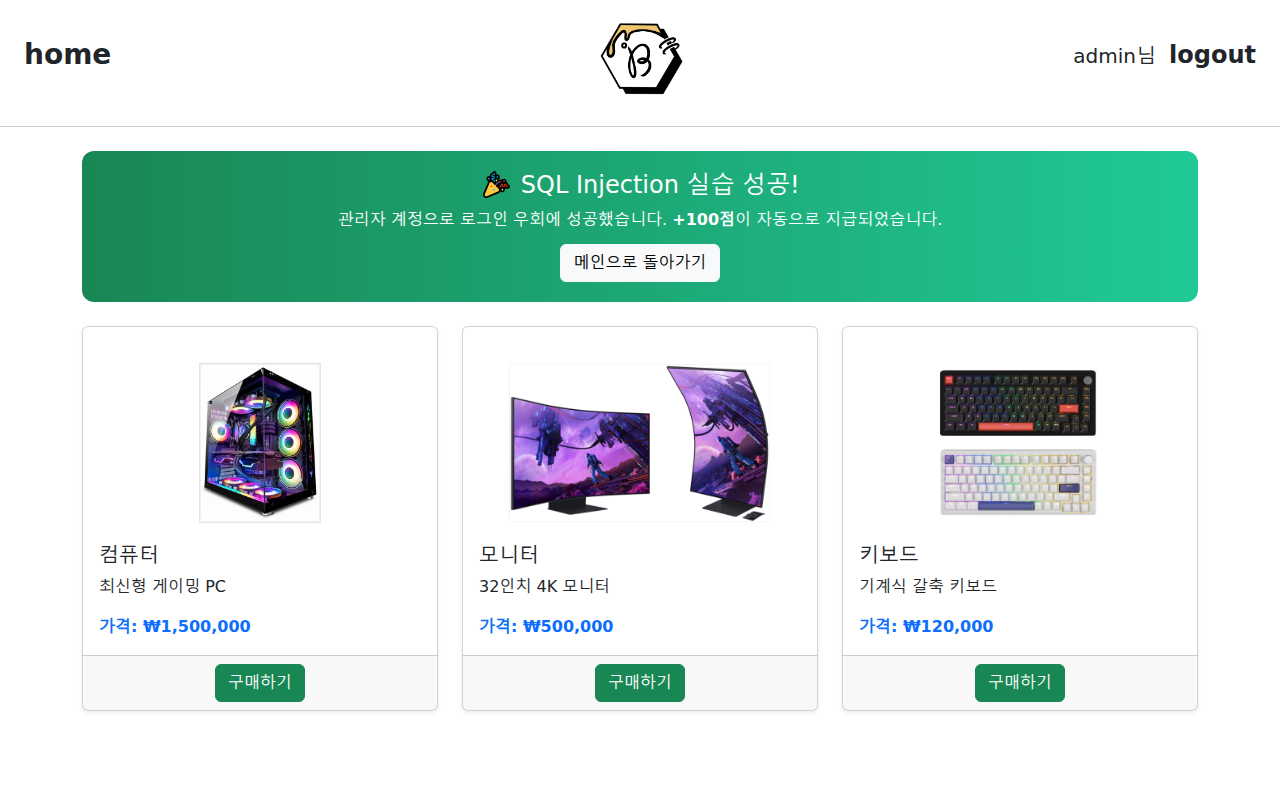 home
B
admin님 logout
🎉 SQL Injection 실습 성공!
관리자 계정으로 로그인 우회에 성공했습니다. +100점이 자동으로 지급되었습니다.
메인으로 돌아가기
컴퓨터
최신형 게이밍 PC
가격: ₩1,500,000
구매하기
모니터
32인치 4K 모니터
가격: ₩500,000
구매하기
키보드
기계식 갈축 키보드
가격: ₩120,000
구매하기